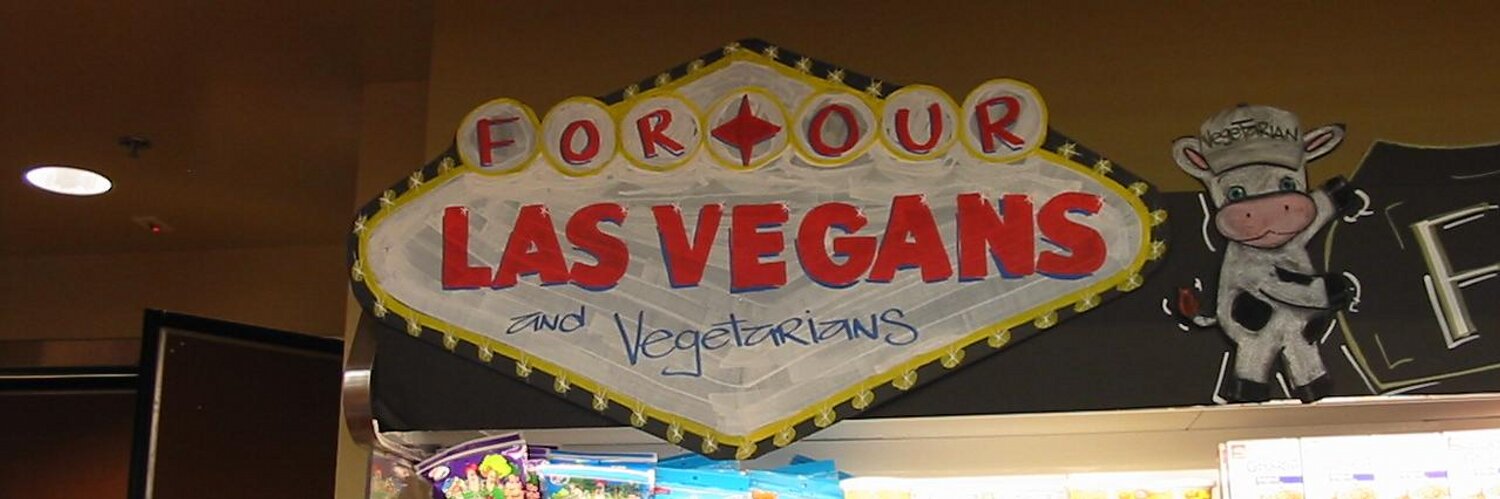 FOR OUR
LAS VEGANS
and Vegetarians
Vegetarian
F